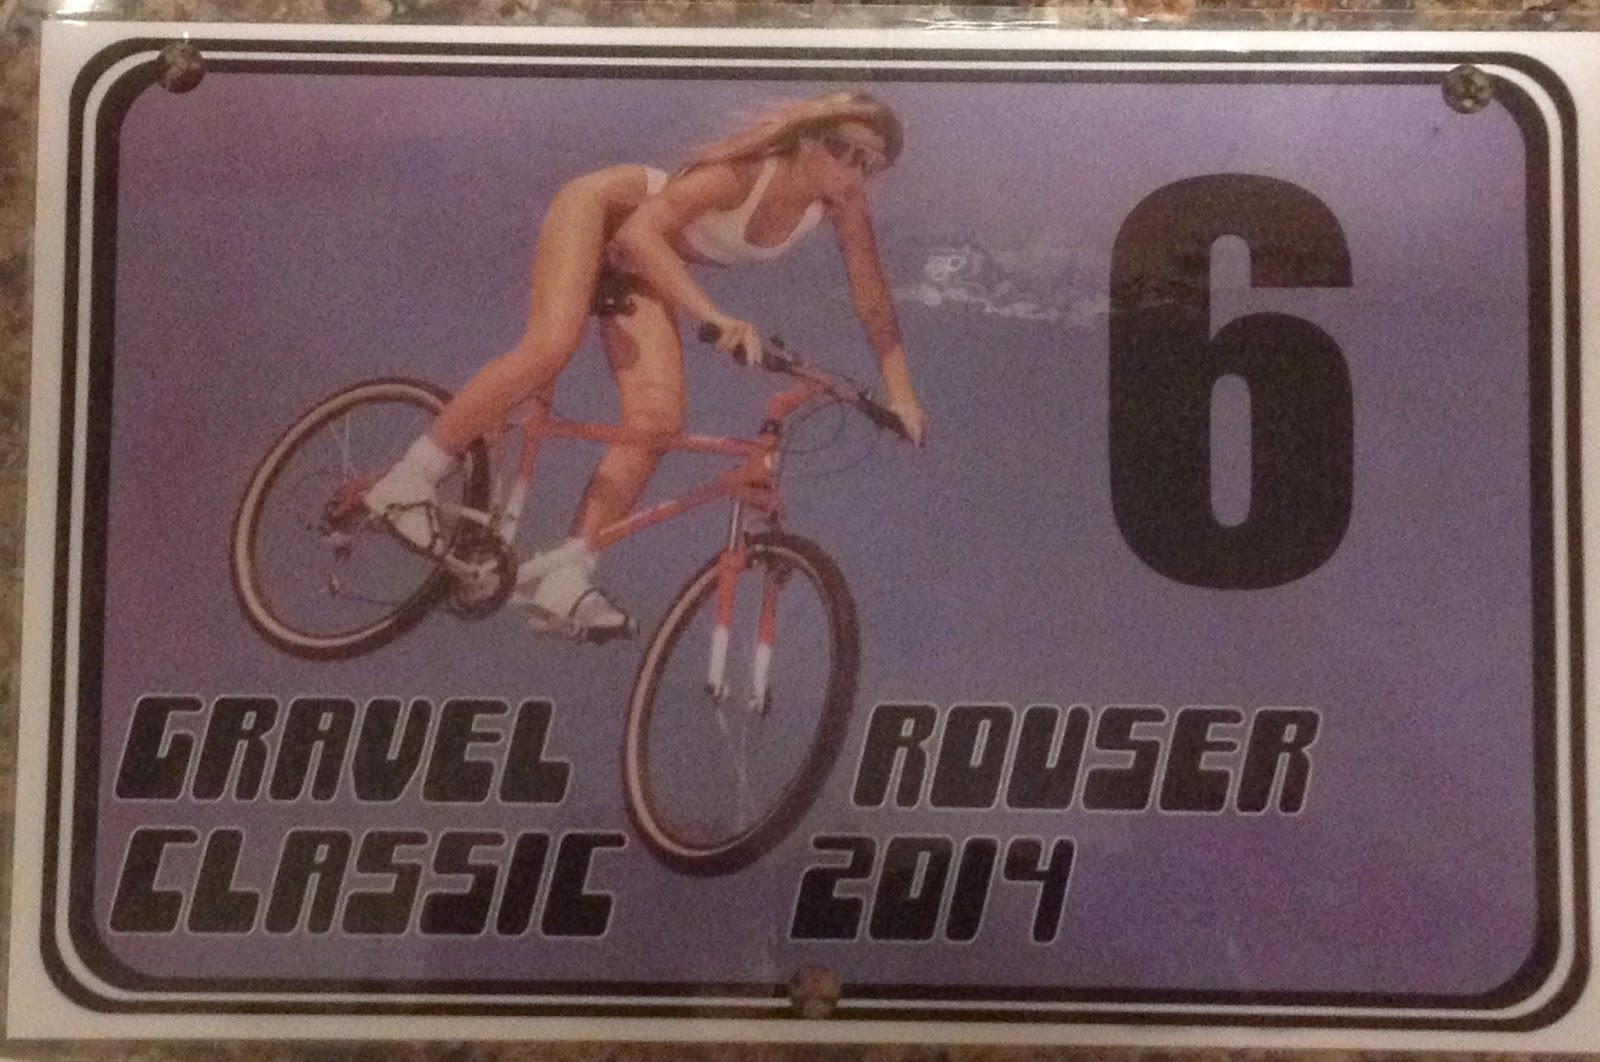 6
GRAVEL ROUSER
CLASSIC 2014